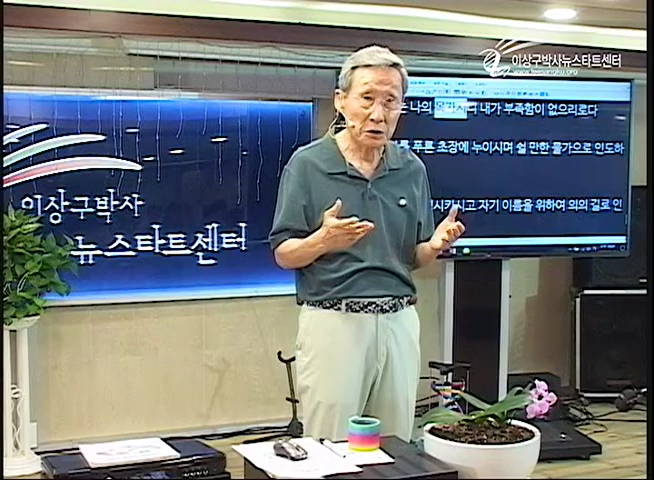 이상구박사뉴스타트센터
나의 목자시니 내가 부족함이 없으리로다
푸른 초장에 누이시며 쉴 만한 물가으로 인도하
시키시고 자기 이름을 위하여 의의 길로 인
이상구박사
뉴스타트센터